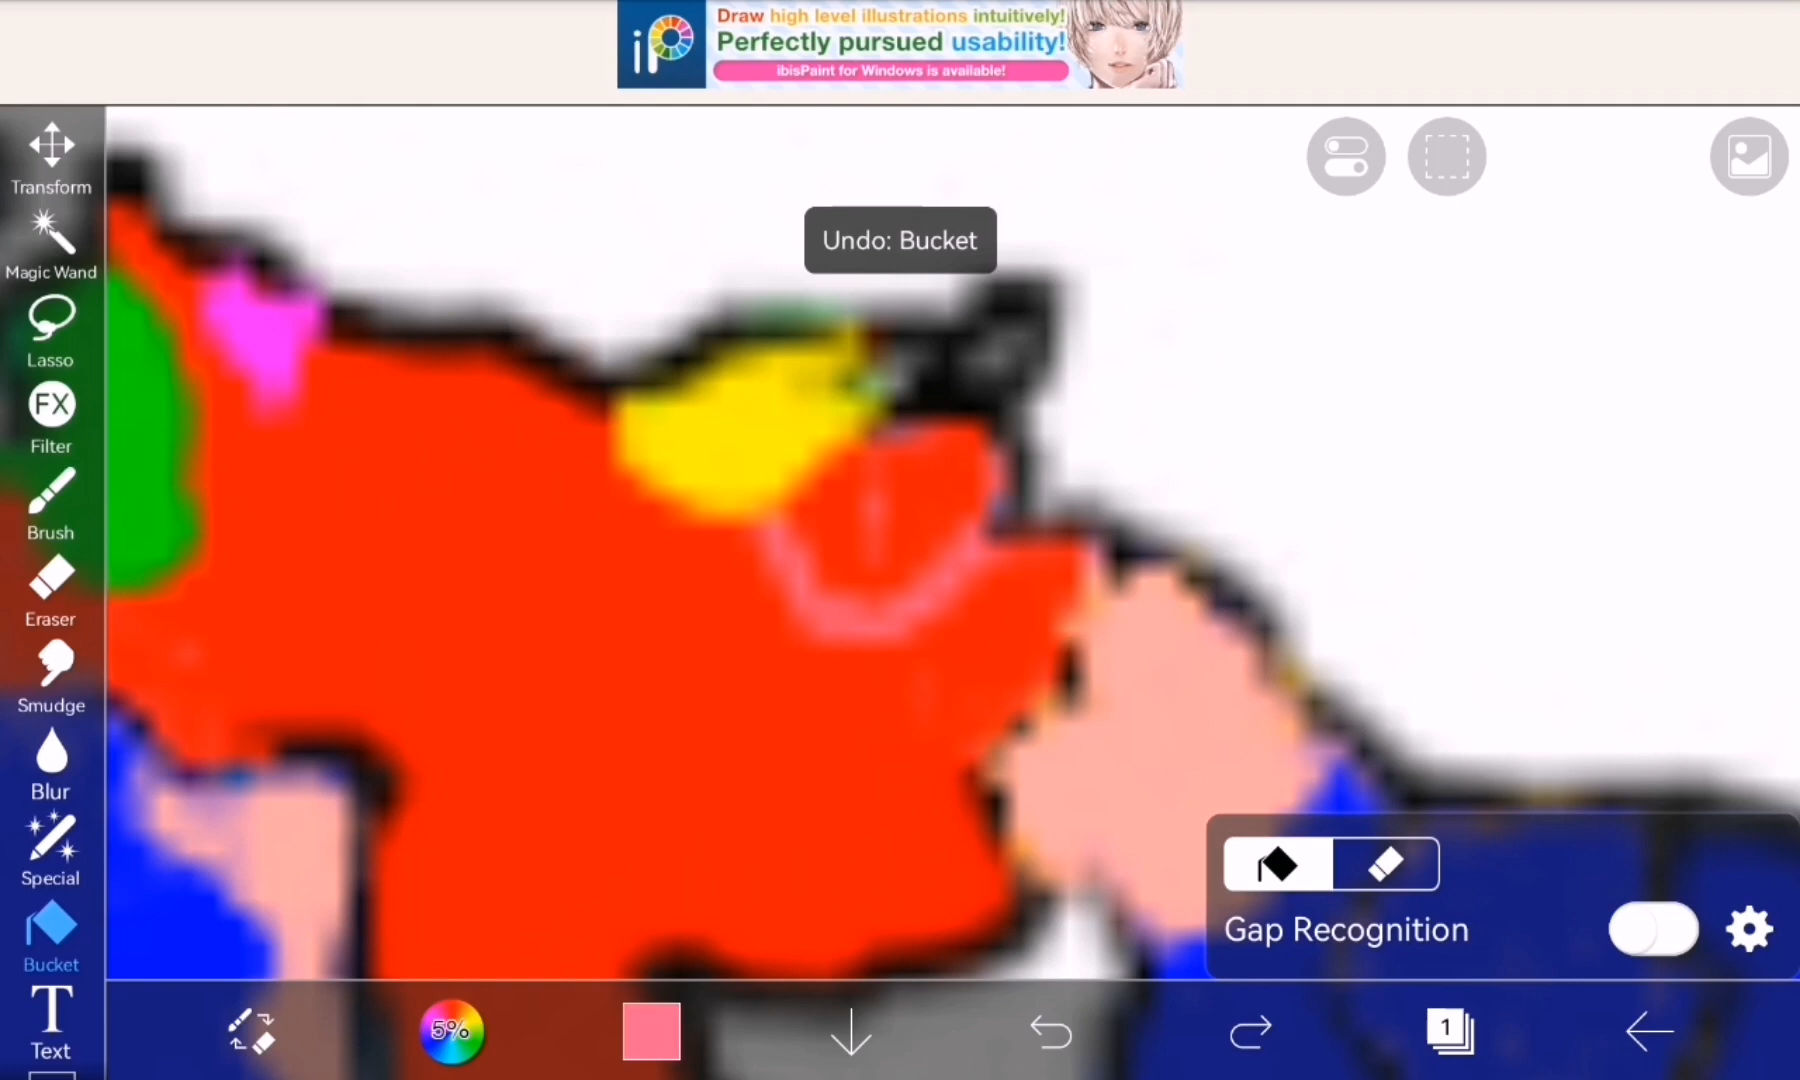 iP
Draw high level illustrations intuitively!
Perfectly pursued usability!
ibisPaint for Windows is available!
Transform
Undo: Bucket
Magic Wand
Lasso
FX
Filter
Brush
Eraser
Smudge
Blur
Special
Bucket
Gap Recognition
T
Text
5%
1